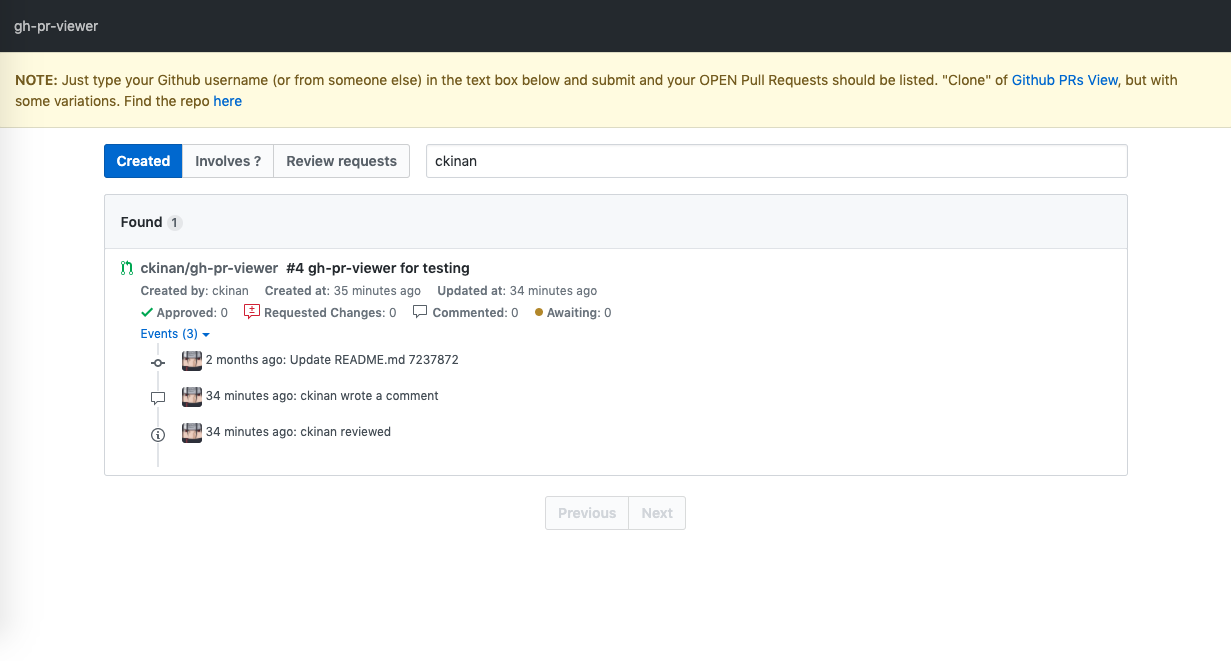 gh-pr-viewer
NOTE: Just type your Github username (or from someone else) in the text box below and submit and your OPEN Pull Requests should be listed. "Clone" of Github PRs View, but with
some variations. Find the repo here
Created Involves ? Review requests ckinan
Found 1
ckinan/gh-pr-viewer #4 gh-pr-viewer for testing
Created by: ckinan Created at: 35 minutes ago Updated at: 34 minutes ago
Approved: 0 Requested Changes: 0 Commented: 0 Awaiting: 0
Events (3)
2 months ago: Update README.md 7237872
34 minutes ago: ckinan wrote a comment
34 minutes ago: ckinan reviewed
Previous Next